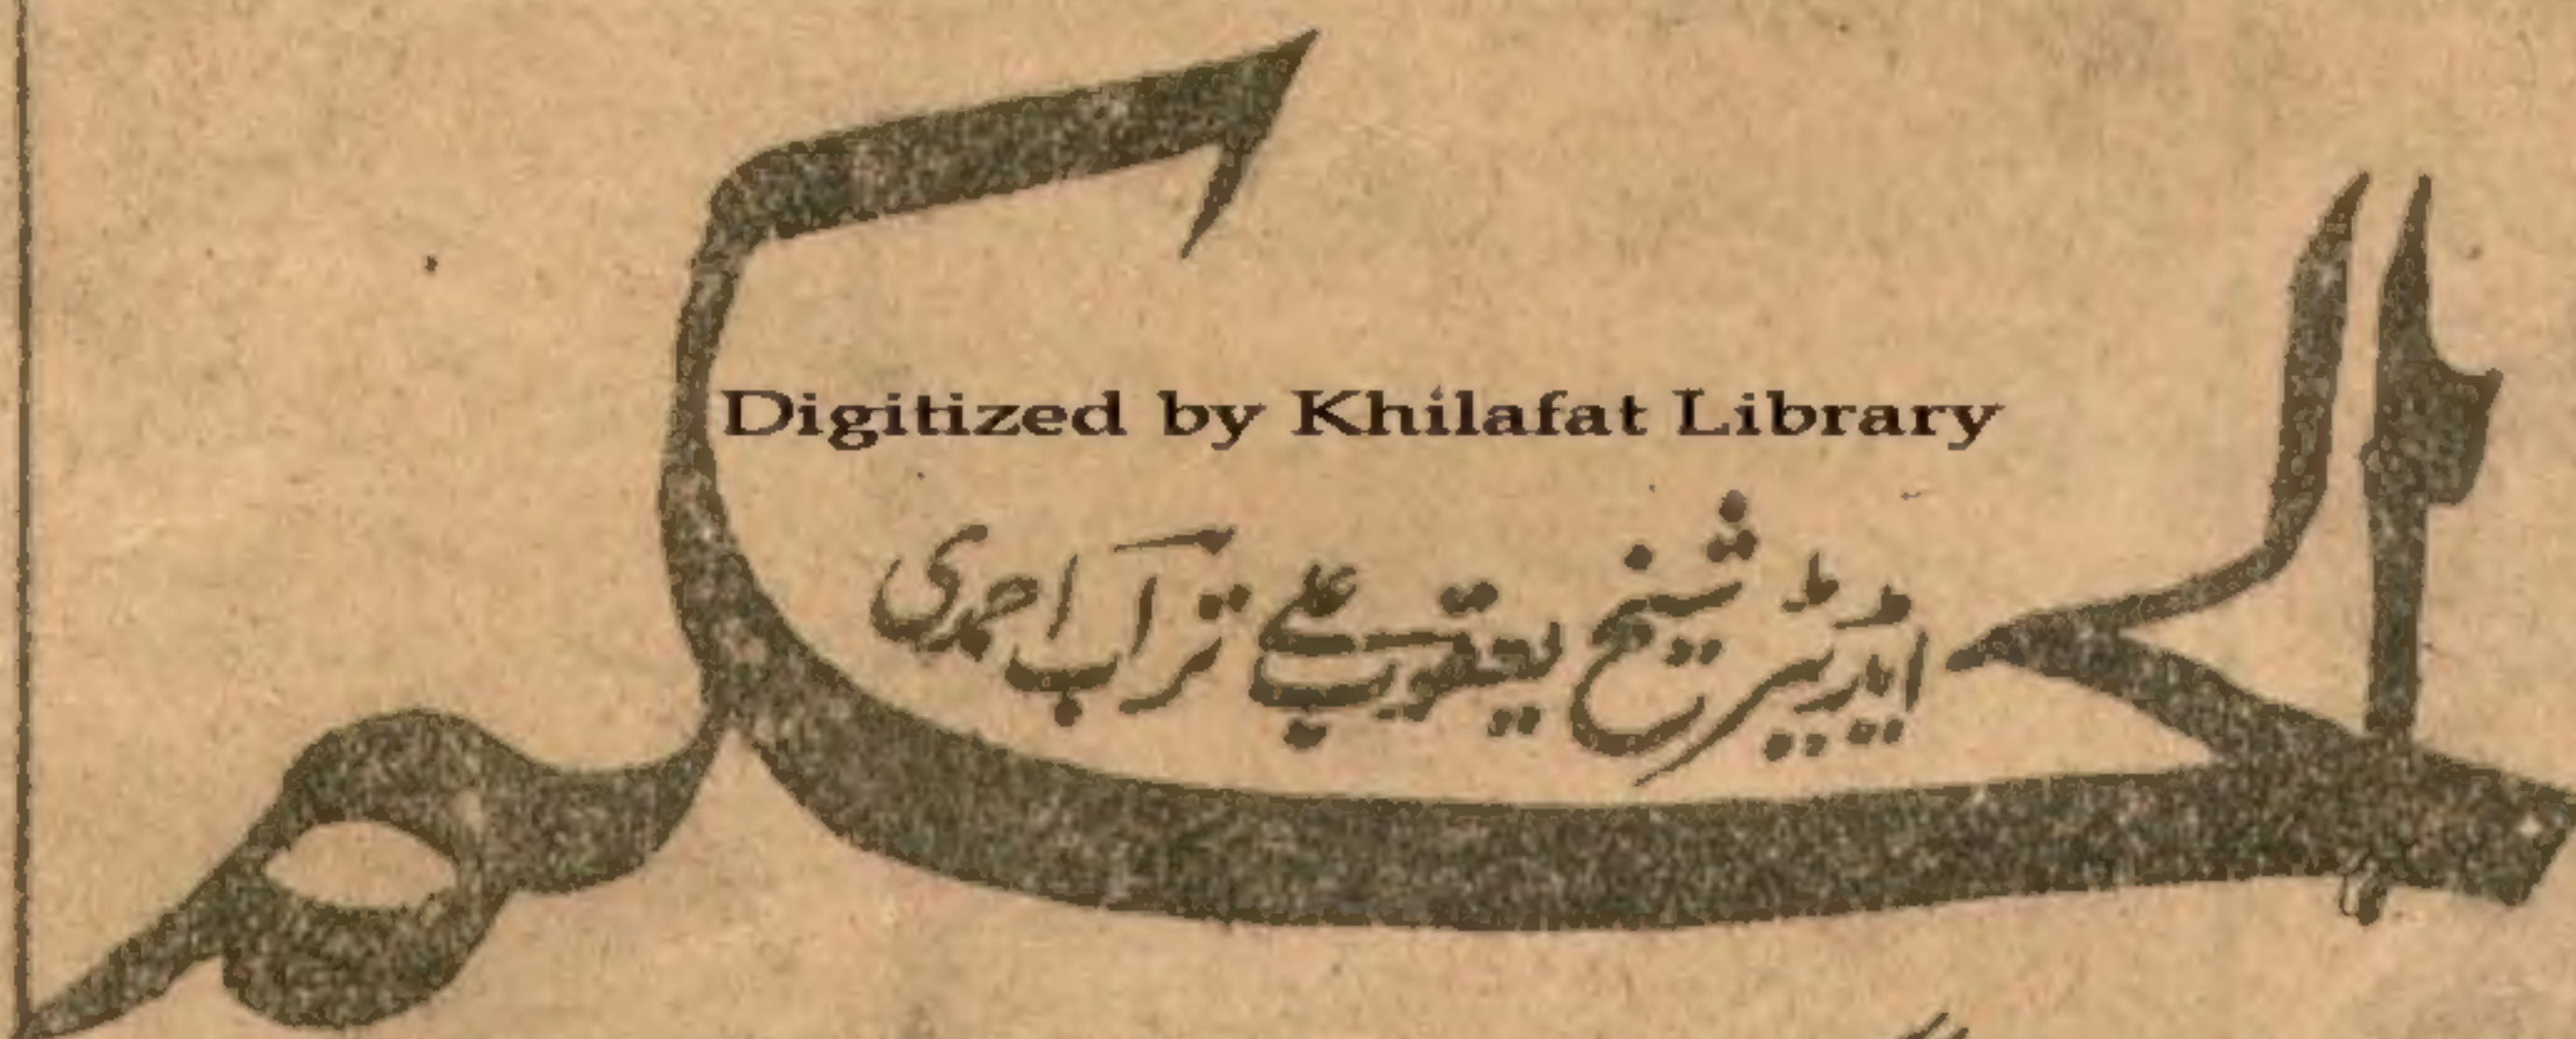 الحکم
Digitized by Khilafat Library
ایڈیٹر شیخ یعقوب علی تراب احمدی